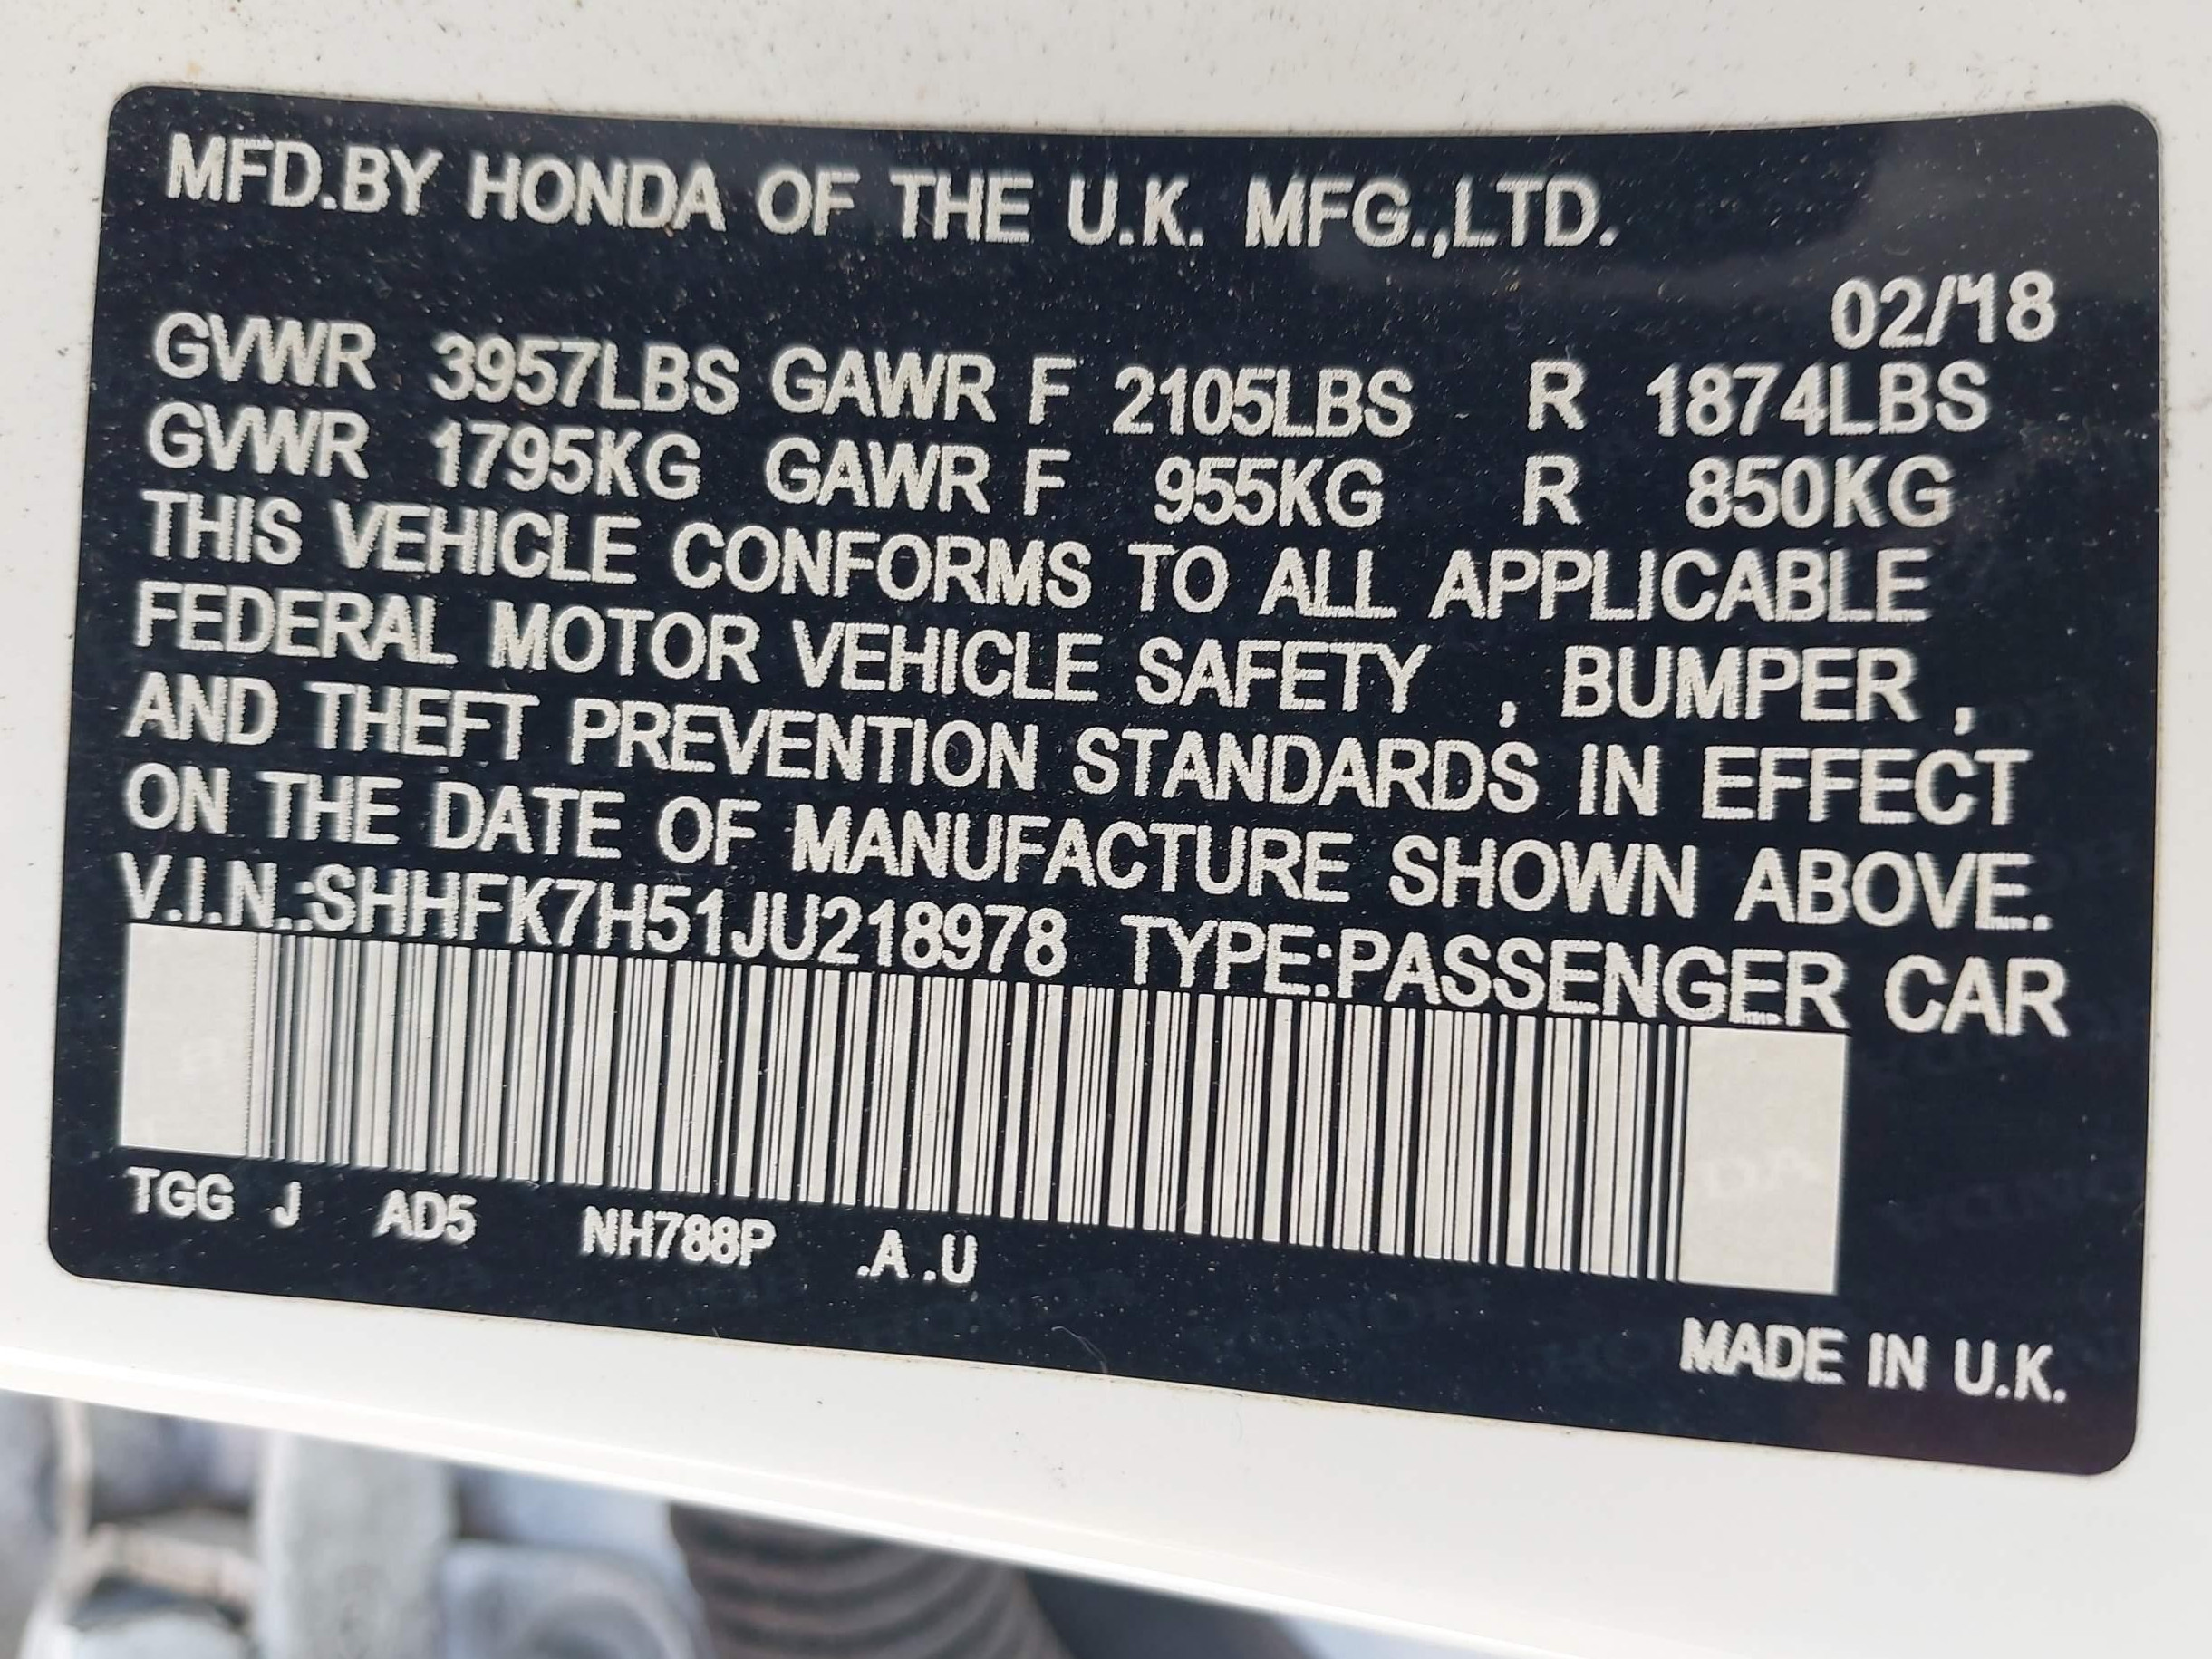 MFD.BY HONDA OF THE U.K. MFG.,LTD.
02/'18
GVWR 3957LBS GAWR F 2105LBS R 1874LBS
GVWR 1795KG GAWR F 955KG R 850KG
THIS VEHICLE CONFORMS TO ALL APPLICABLE
FEDERAL MOTOR VEHICLE SAFETY , BUMPER ,
AND THEFT PREVENTION STANDARDS IN EFFECT
ON THE DATE OF MANUFACTURE SHOWN ABOVE.
V.I.N.:SHHFK7H51JU218978 TYPE:PASSENGER CAR
TGG J AD5 NH788P .A .U
MADE IN U.K.